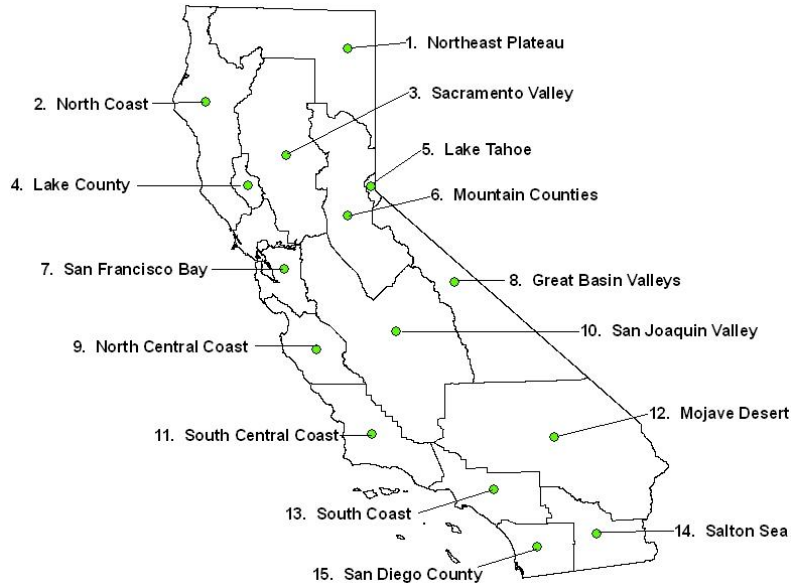 1. Northeast Plateau
2. North Coast
3. Sacramento Valley
4. Lake County
5. Lake Tahoe
6. Mountain Counties
7. San Francisco Bay
8. Great Basin Valleys
9. North Central Coast
10. San Joaquin Valley
11. South Central Coast
12. Mojave Desert
13. South Coast
14. Salton Sea
15. San Diego County